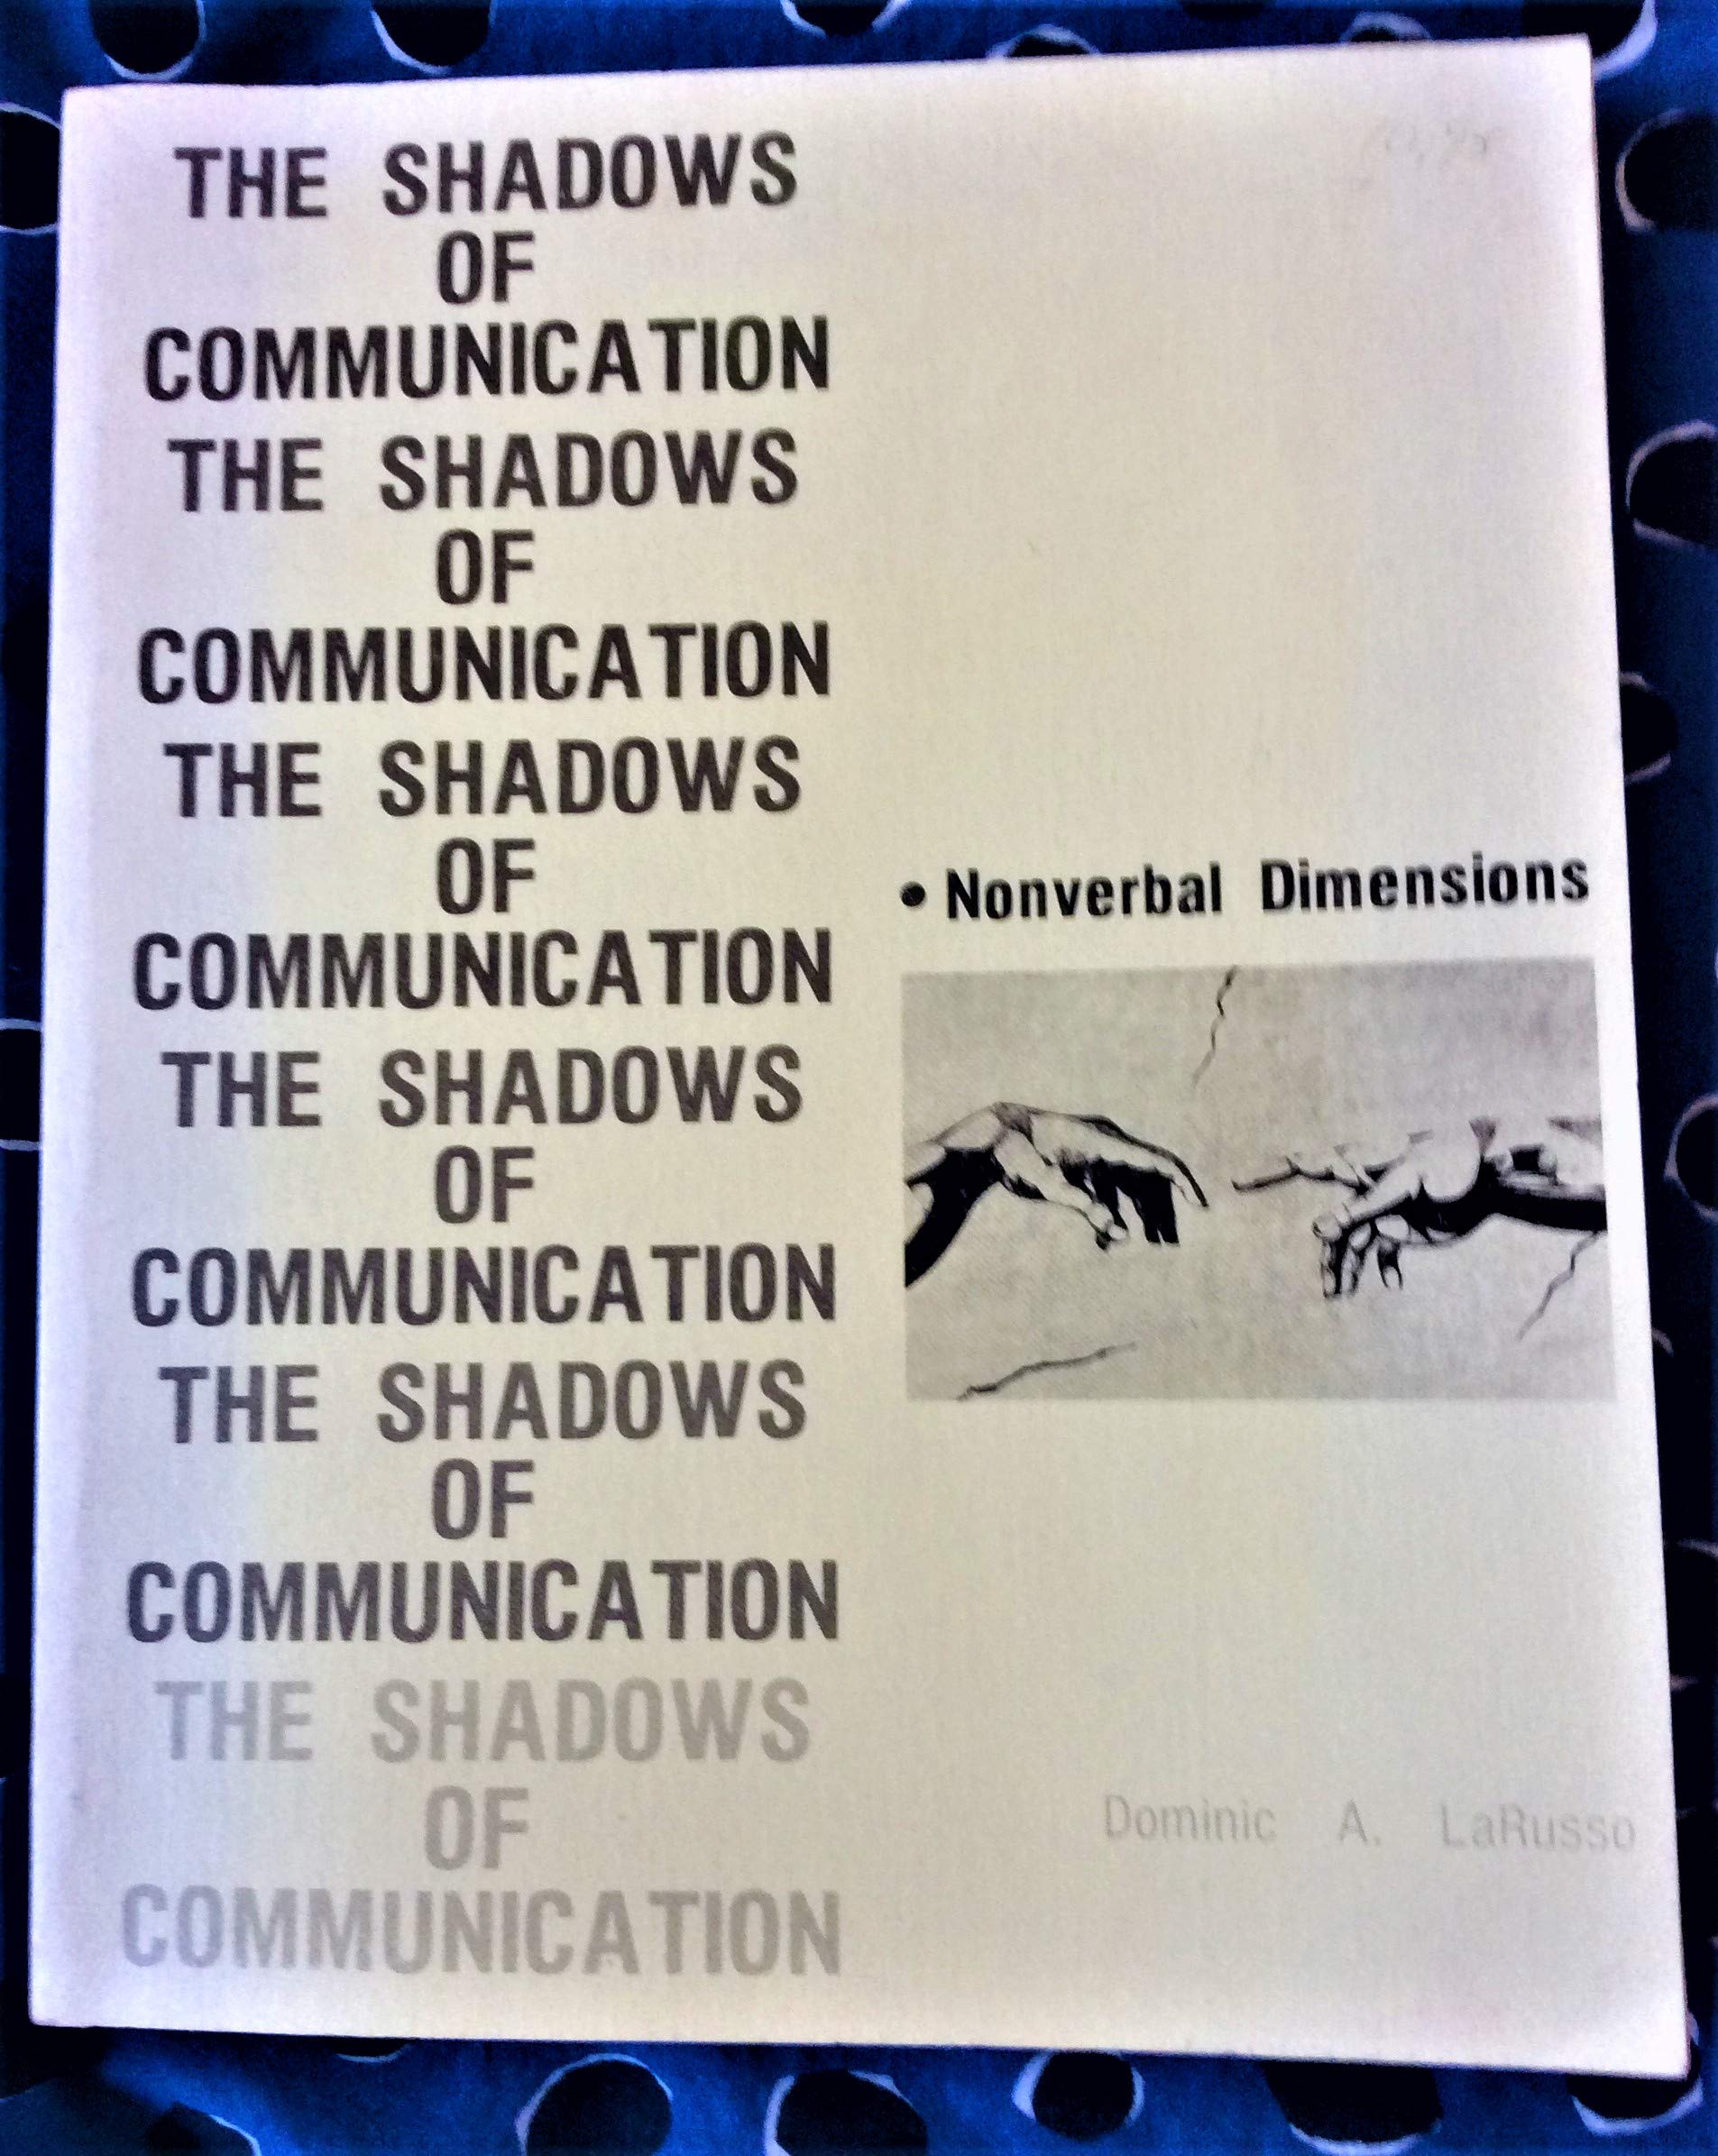 THE SHADOWS
OF
COMMUNICATION
THE SHADOWS
OF
COMMUNICATION
THE SHADOWS
OF
COMMUNICATION
THE SHADOWS
OF
COMMUNICATION
THE SHADOWS
OF
COMMUNICATION
THE SHADOWS
OF
COMMUNICATION
• Nonverbal Dimensions
Dominic A. LaRusso